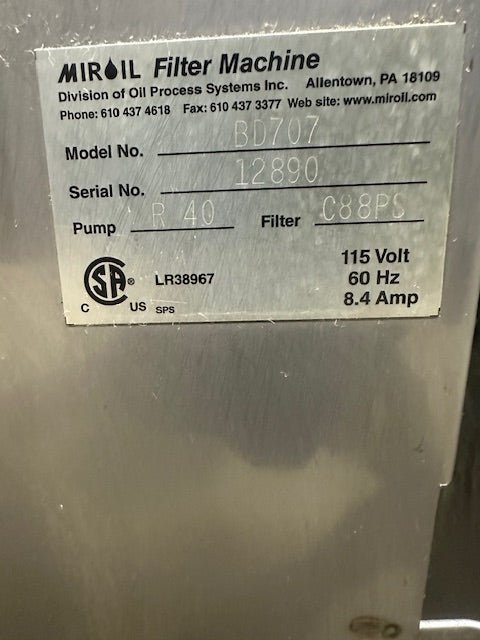 MIROIL Filter Machine
Division of Oil Process Systems Inc. Allentown, PA 18109
Phone: 610 437 4618 Fax: 610 437 3377 Web site: www.miroil.com
Model No. BD707
Serial No. 12890
Pump R 40 Filter C88PS
CSA ® LR38967
C US SPS
115 Volt
60 Hz
8.4 Amp